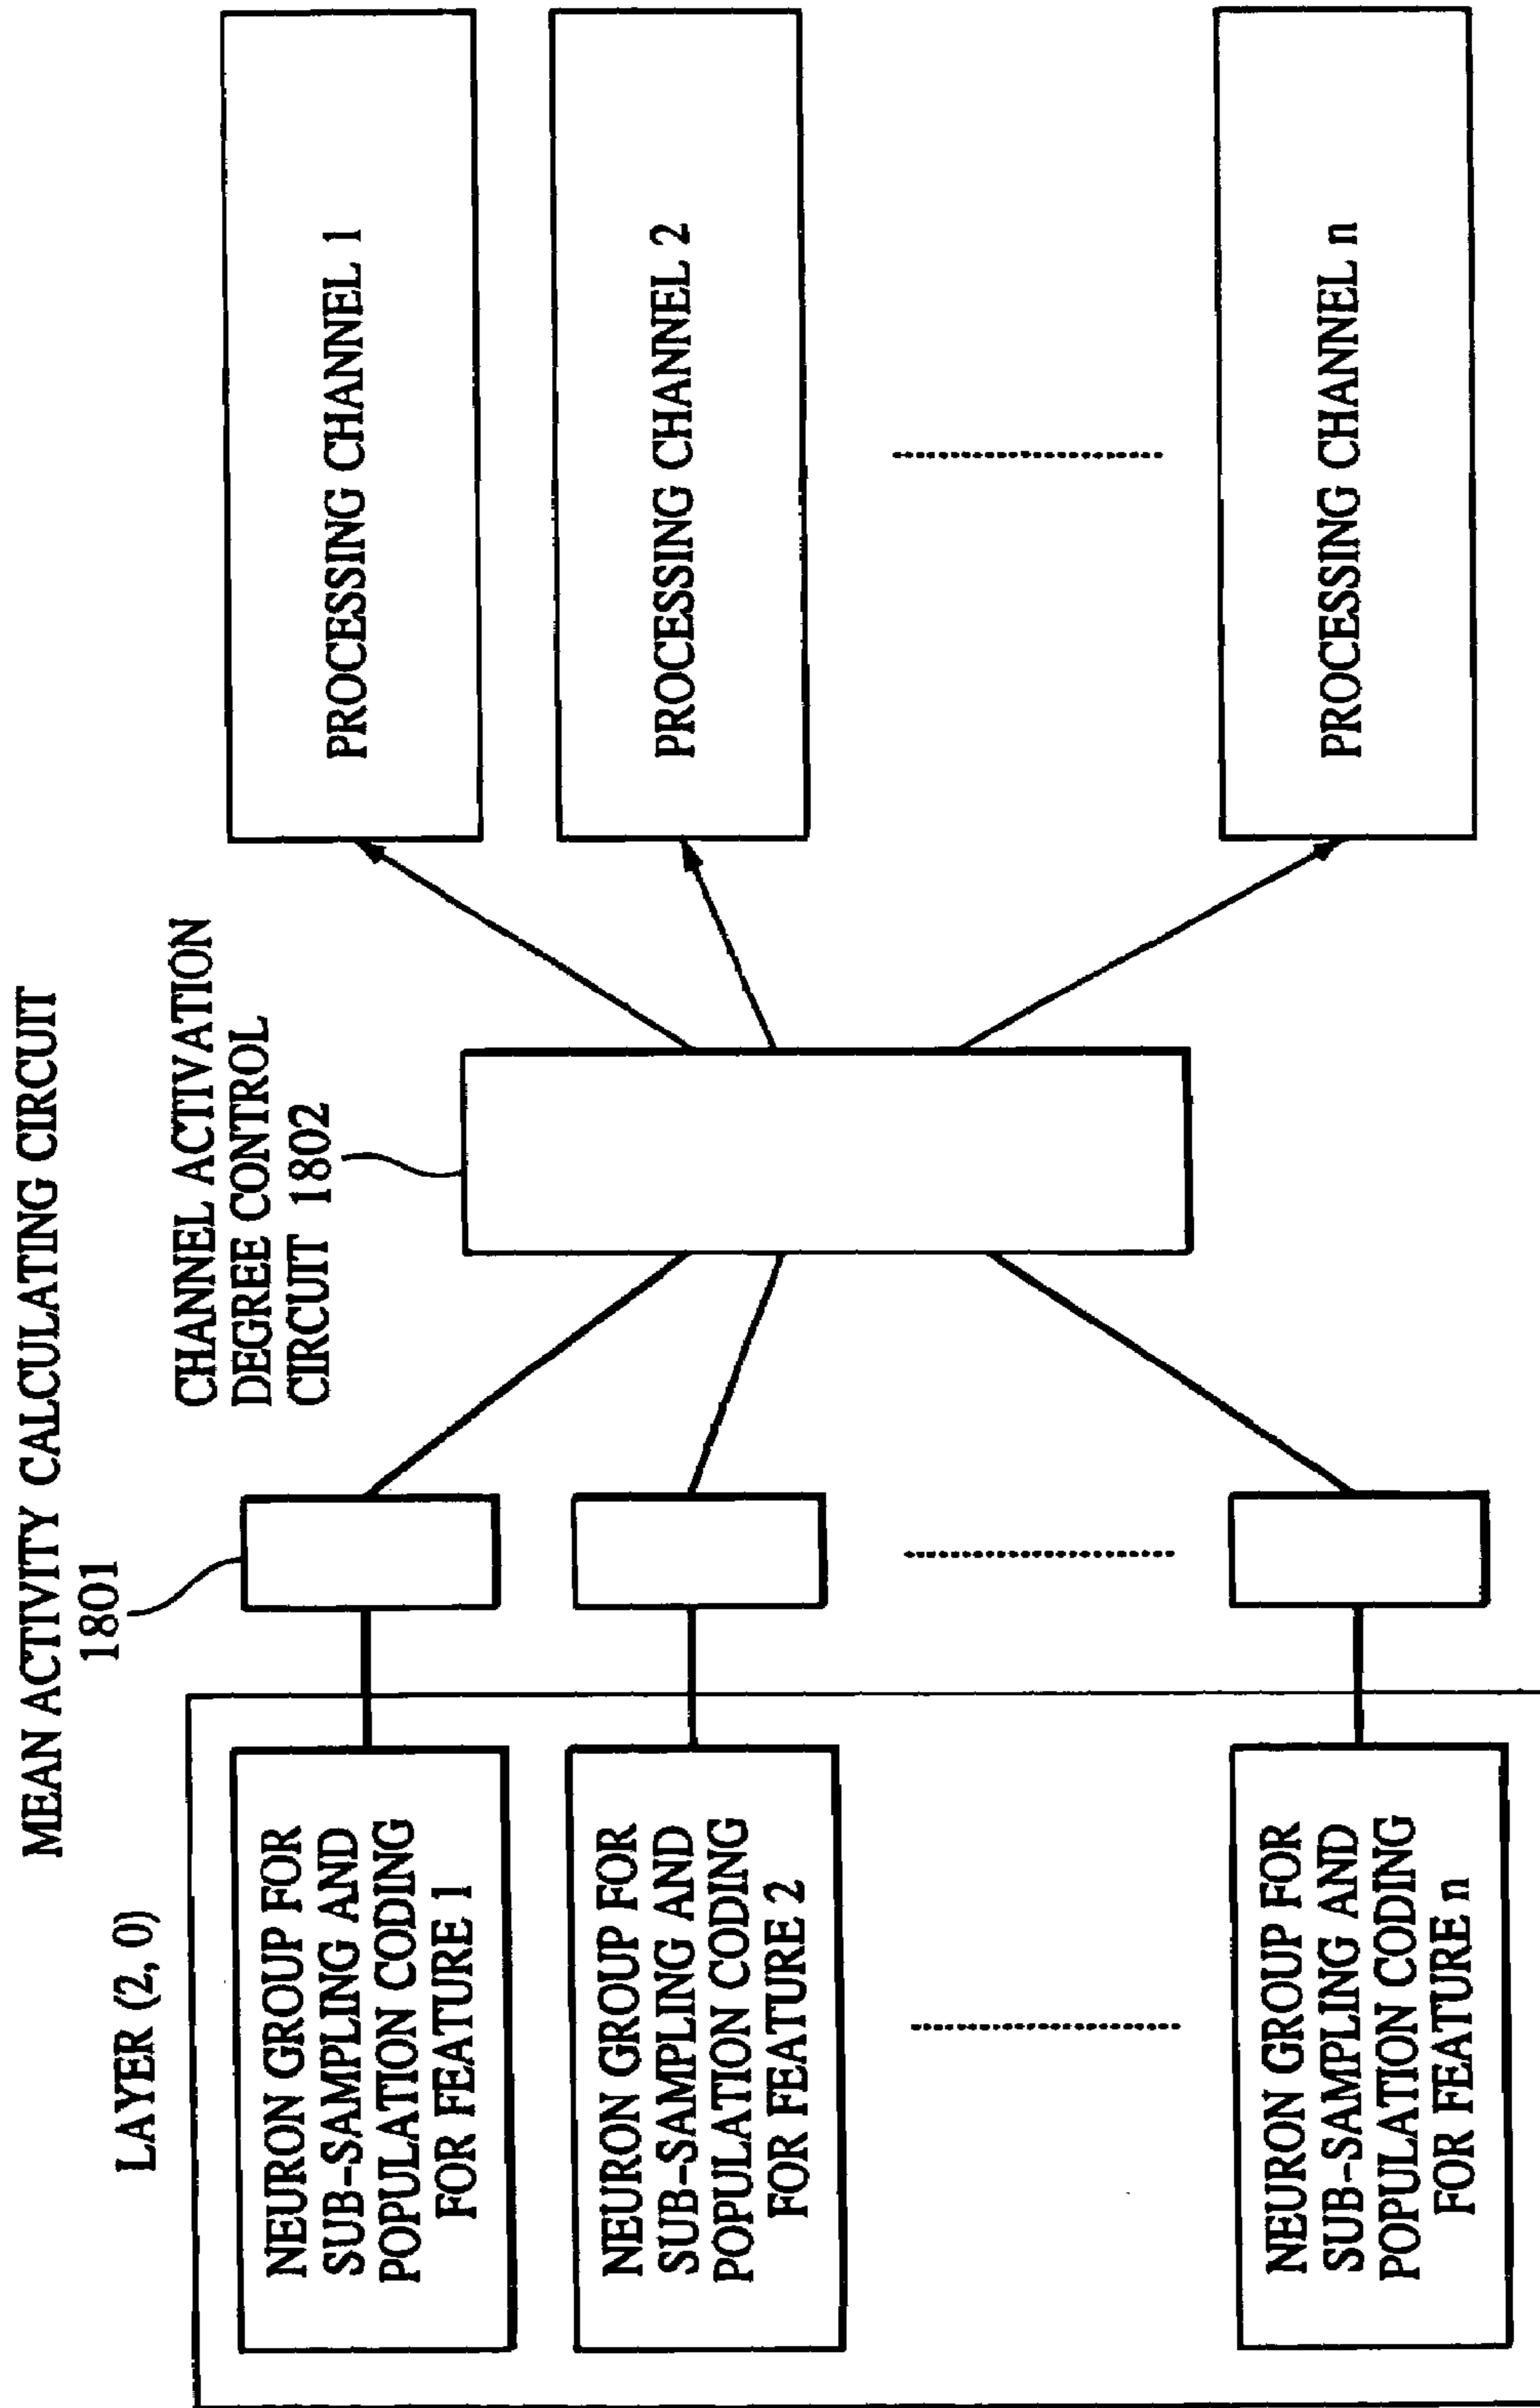 MEAN ACTIVITY CALCULATING CIRCUIT
1801
LAYER (2, 0)
CHANNEL ACTIVATION
DEGREE CONTROL
CIRCUIT 1802
NEURON GROUP FOR
SUB-SAMPLING AND
POPULATION CODING
FOR FEATURE 1
PROCESSING CHANNEL 1
NEURON GROUP FOR
SUB-SAMPLING AND
POPULATION CODING
FOR FEATURE 2
PROCESSING CHANNEL 2
NEURON GROUP FOR
SUB-SAMPLING AND
POPULATION CODING
FOR FEATURE n
PROCESSING CHANNEL n